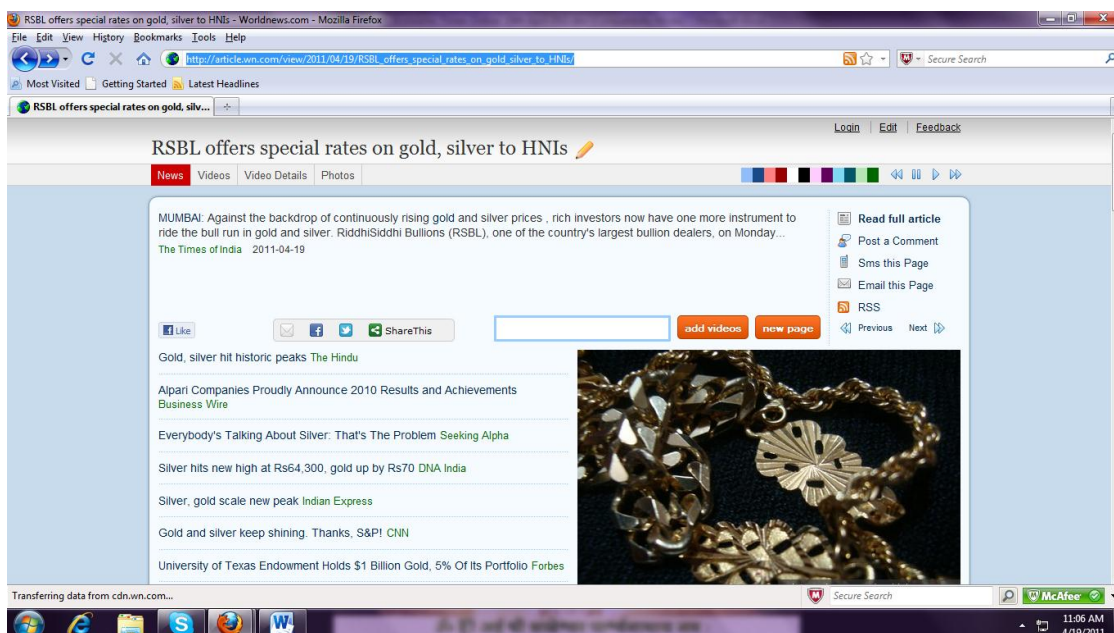 RSBL offers special rates on gold, silver to HNIs - Worldnews.com - Mozilla Firefox
File Edit View History Bookmarks Tools Help
http://article.wn.com/view/2011/04/19/RSBL_offers_special_rates_on_gold_silver_to_HNIs/
Secure Search
Most Visited Getting Started Latest Headlines
RSBL offers special rates on gold, silv...
Login Edit Feedback
RSBL offers special rates on gold, silver to HNIs
News Videos Video Details Photos
MUMBAI: Against the backdrop of continuously rising gold and silver prices , rich investors now have one more instrument to
ride the bull run in gold and silver. RiddhiSiddhi Bullions (RSBL), one of the country's largest bullion dealers, on Monday...
The Times of India 2011-04-19
Read full article
Post a Comment
Sms this Page
Email this Page
RSS
Previous Next
Like
ShareThis
add videos new page
Gold, silver hit historic peaks The Hindu
Alpari Companies Proudly Announce 2010 Results and Achievements
Business Wire
Everybody's Talking About Silver: That's The Problem Seeking Alpha
Silver hits new high at Rs64,300, gold up by Rs70 DNA India
Silver, gold scale new peak Indian Express
Gold and silver keep shining. Thanks, S&P! CNN
University of Texas Endowment Holds $1 Billion Gold, 5% Of Its Portfolio Forbes
Transferring data from cdn.wn.com...
Secure Search
McAfee
11:06 AM
4/19/2011